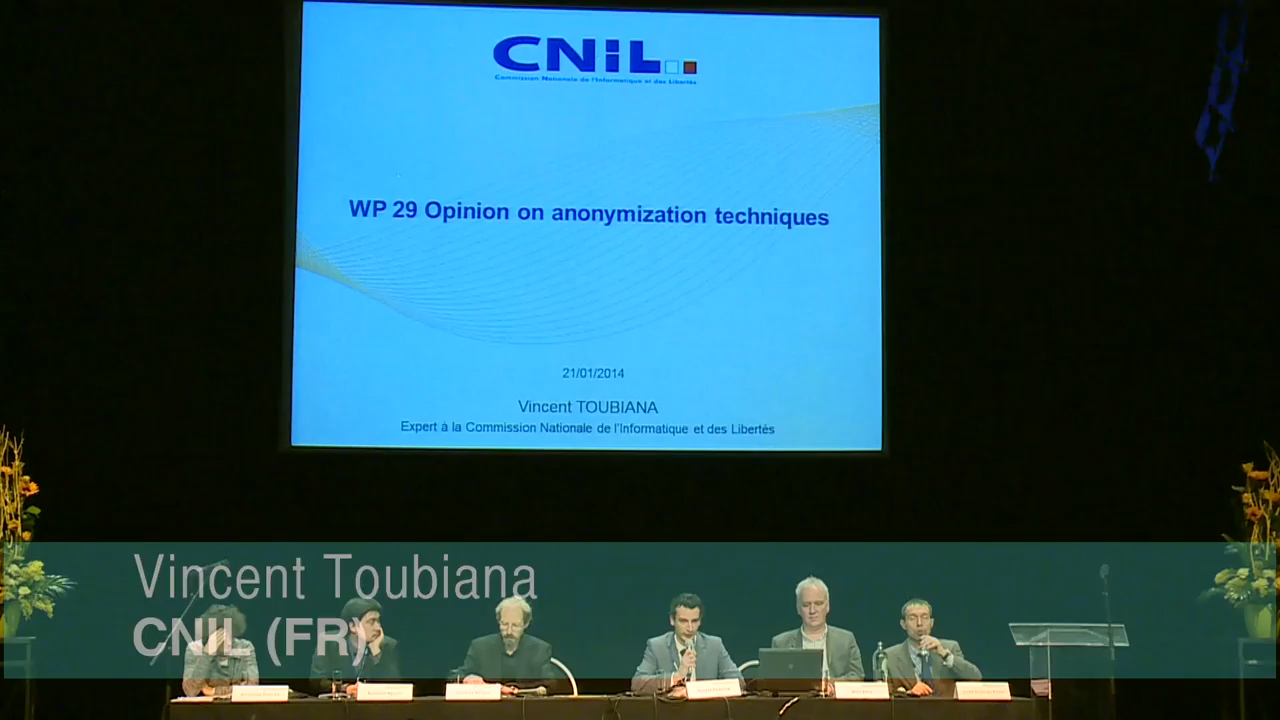 CNIL
Commission Nationale de l'Informatique et des Libertés
WP 29 Opinion on anonymization techniques
21/01/2014
Vincent TOUBIANA
Expert à la Commission Nationale de l'Informatique et des Libertés
Vincent Toubiana
CNIL (FR)